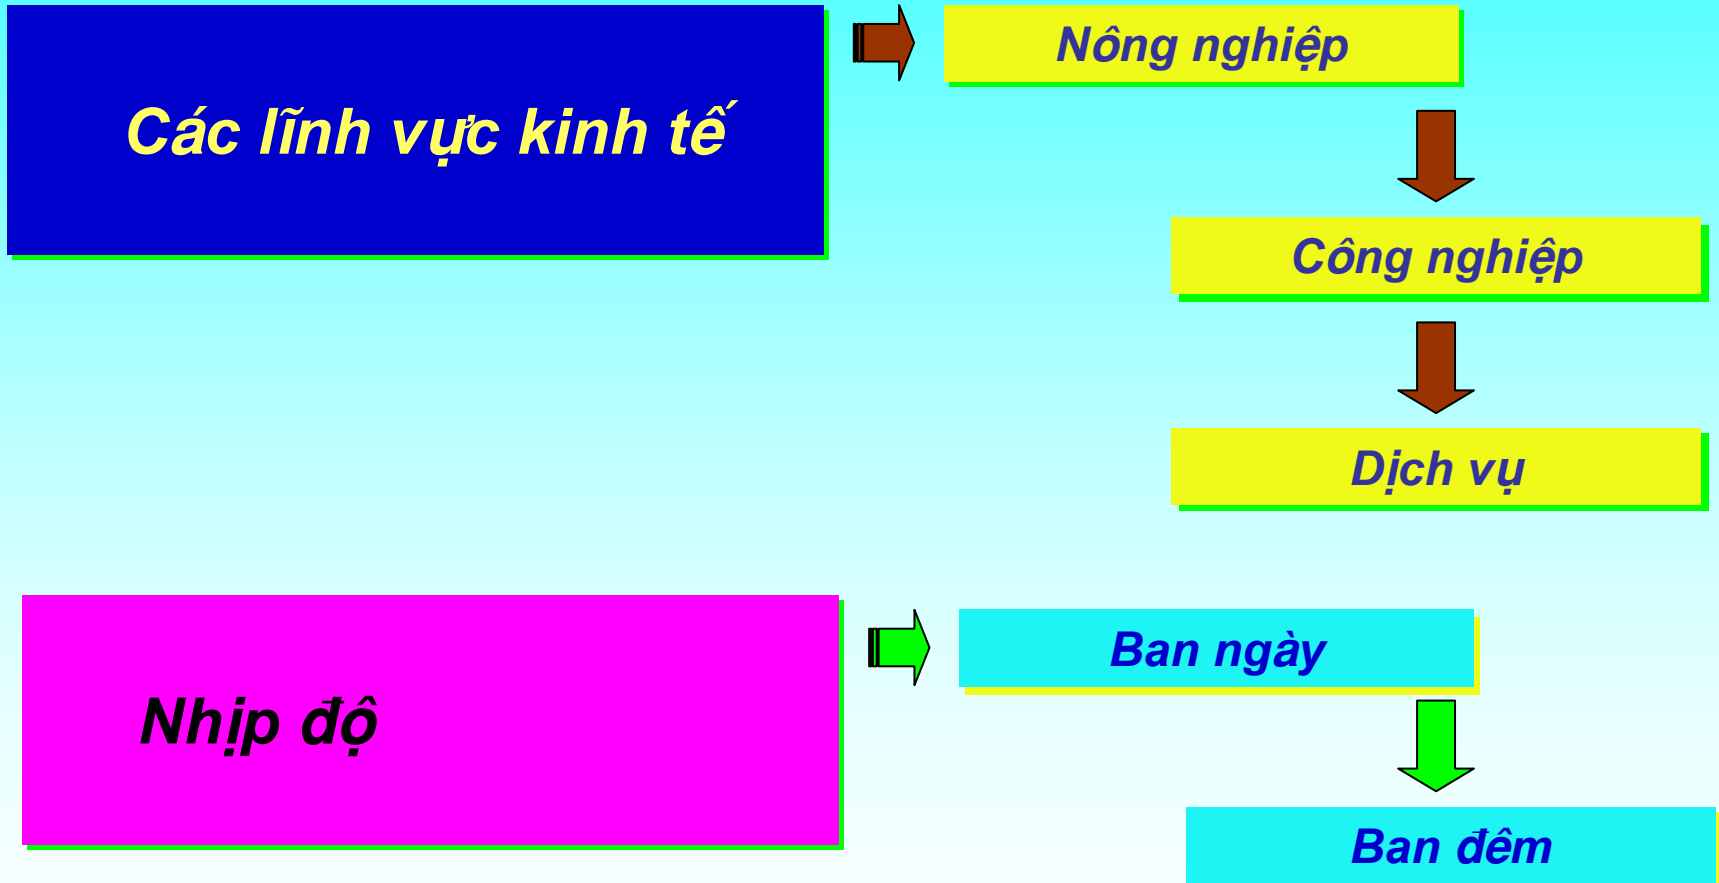 Các lĩnh vực kinh tế
Nông nghiệp
Công nghiệp
Dịch vụ
Nhịp độ
Ban ngày
Ban đêm